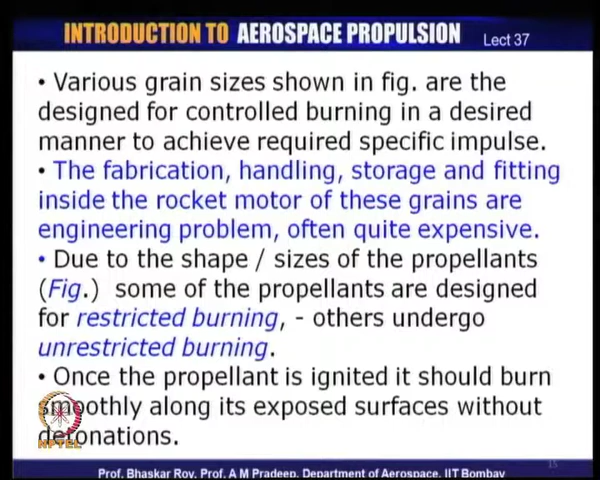 INTRODUCTION TO AEROSPACE PROPULSION Lect 37
• Various grain sizes shown in fig. are the
designed for controlled burning in a desired
manner to achieve required specific impulse.
• The fabrication, handling, storage and fitting
inside the rocket motor of these grains are
engineering problem, often quite expensive.
• Due to the shape / sizes of the propellants
(Fig.) some of the propellants are designed
for restricted burning, - others undergo
unrestricted burning.
• Once the propellant is ignited it should burn
smoothly along its exposed surfaces without
detonations.
NPTEL
15
Prof. Bhaskar Roy, Prof. A M Pradeep, Department of Aerospace, IIT Bombay